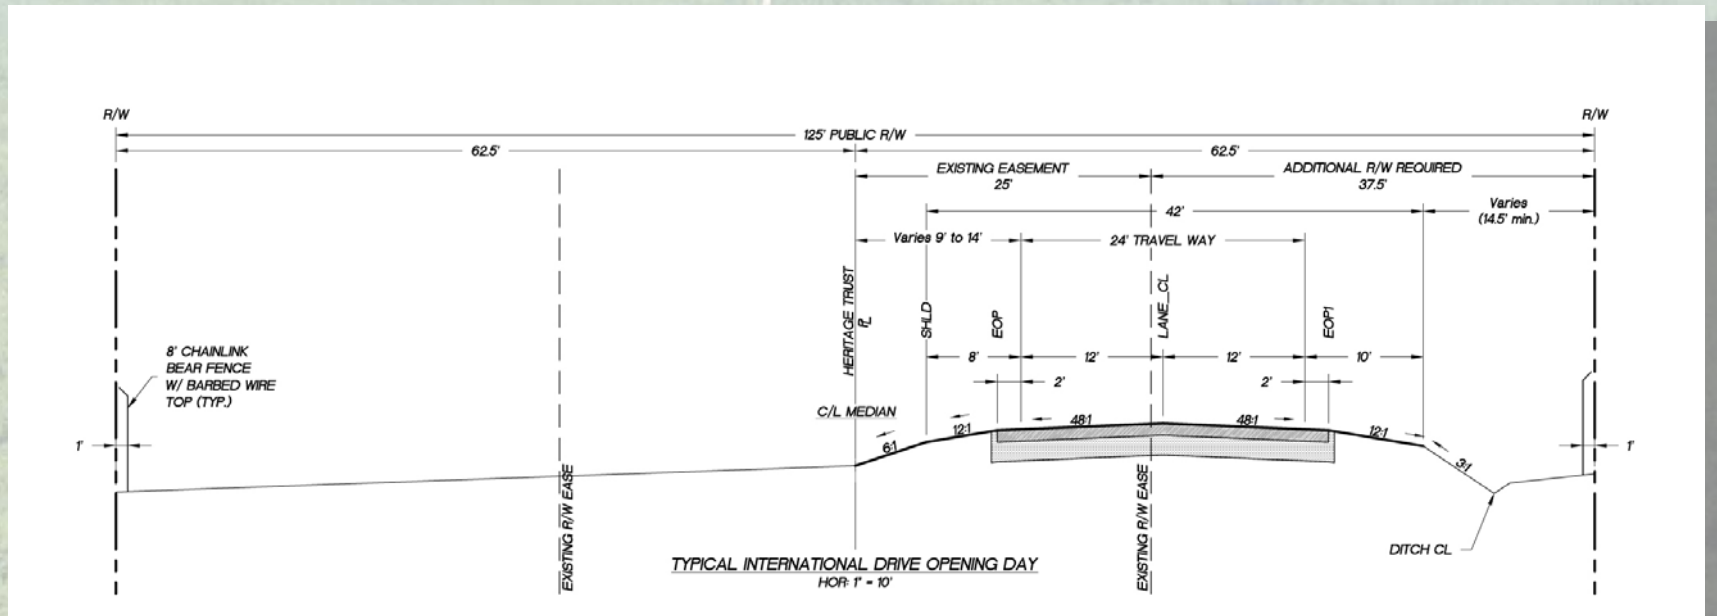 R/W
R/W
125' PUBLIC R/W
62.5'
62.5'
EXISTING EASEMENT
25'
ADDITIONAL R/W REQUIRED
37.5'
42'
Varies
(14.5' min.)
Varies 9' to 14'
24' TRAVEL WAY
HERITAGE TRUST
PL
SHLD
EOP
LANE_CL
EOP1
8'
12'
12'
10'
2'
2'
8' CHAINLINK
BEAR FENCE
W/ BARBED WIRE
TOP (TYP.)
C/L MEDIAN
6:1
12:1
48:1
48:1
12:1
3:1
1'
1'
EXISTING R/W EASE
EXISTING R/W EASE
DITCH CL
TYPICAL INTERNATIONAL DRIVE OPENING DAY
HOR: 1" = 10'